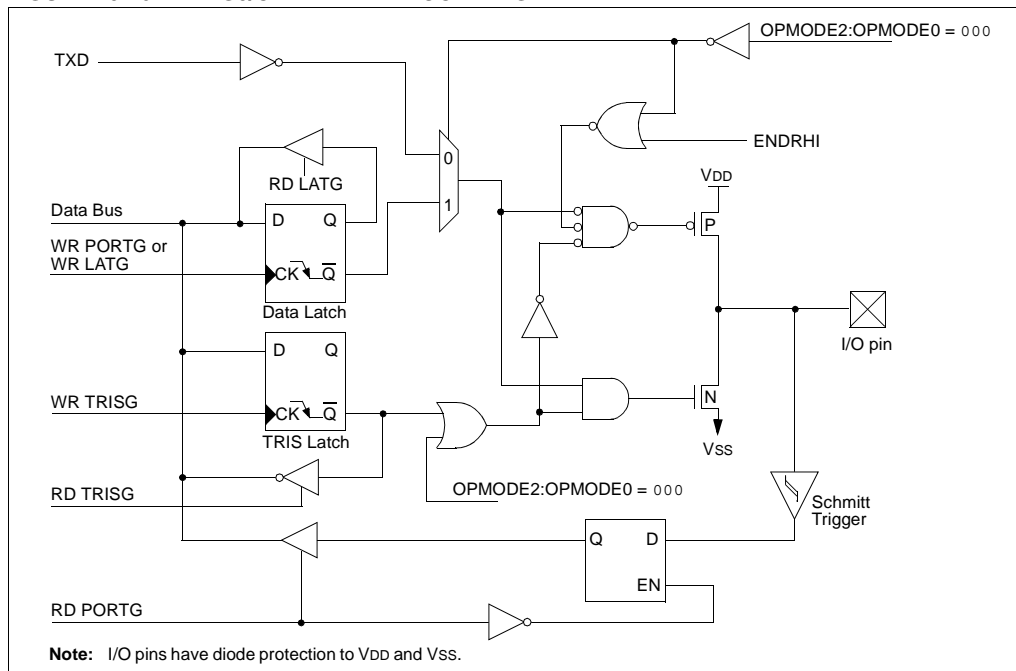 OPMODE2:OPMODE0 = 000
TXD
0
1
ENDRHI
RD LATG
VDD
Data Bus
D Q
P
WR PORTG or
WR LATG
CK Q̅
Data Latch
I/O pin
D Q
WR TRISG
CK Q̅
N
TRIS Latch
VSS
RD TRISG
OPMODE2:OPMODE0 = 000
Schmitt
Trigger
Q D
EN
RD PORTG
Note: I/O pins have diode protection to VDD and VSS.